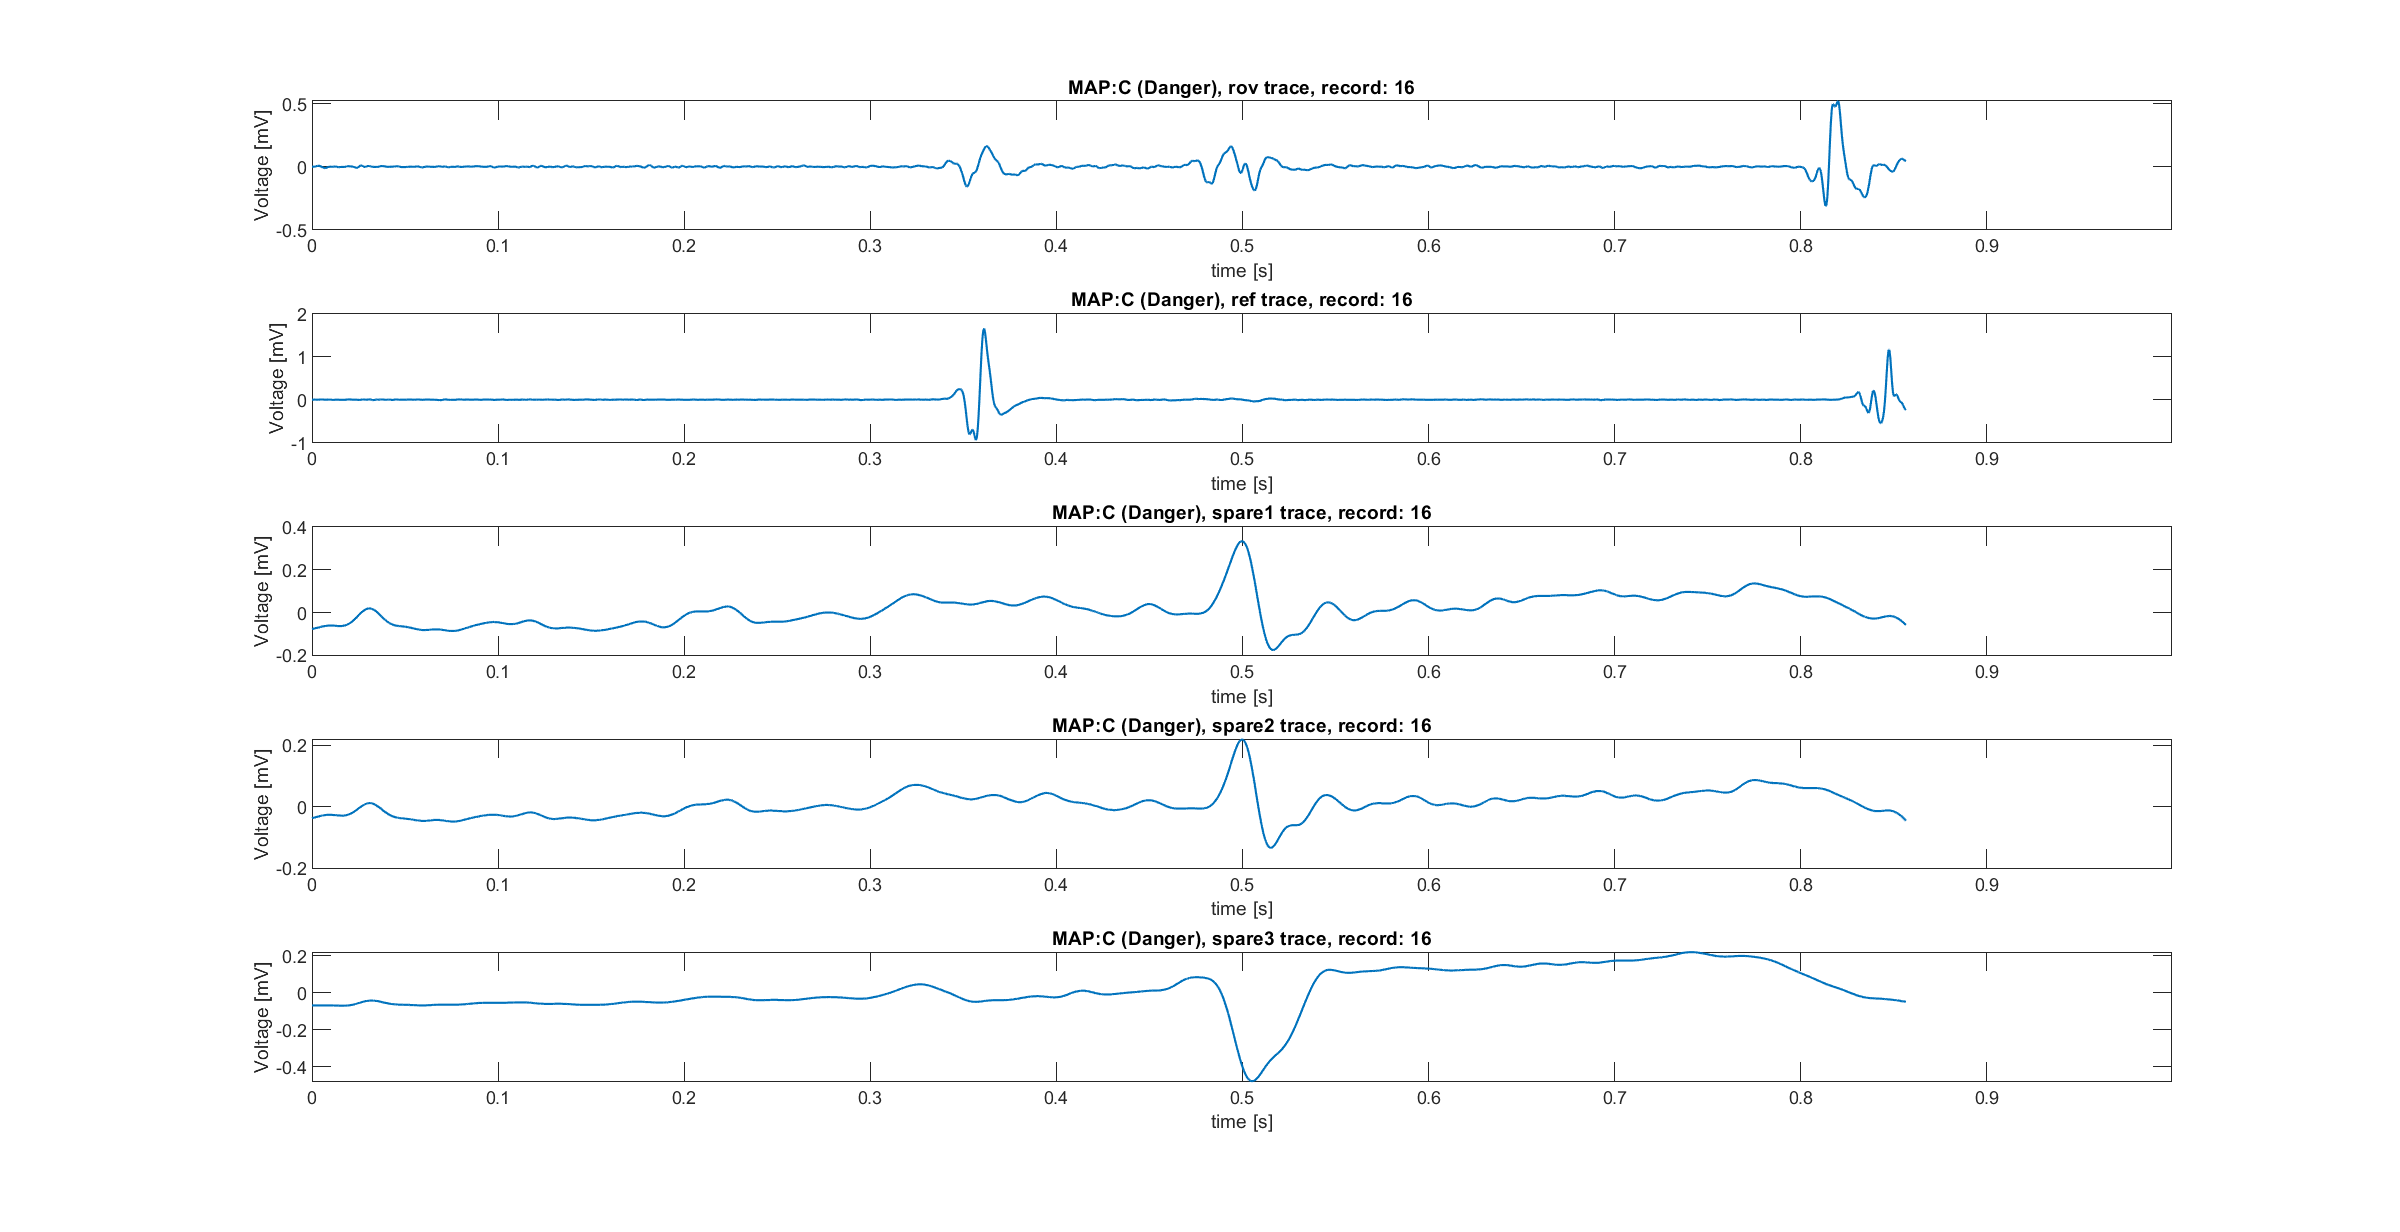 MAP:C (Danger), rov trace, record: 16
Voltage [mV]
0.5
0
-0.5
0 0.1 0.2 0.3 0.4 0.5 0.6 0.7 0.8 0.9
time [s]
MAP:C (Danger), ref trace, record: 16
Voltage [mV]
2
1
0
-1
0 0.1 0.2 0.3 0.4 0.5 0.6 0.7 0.8 0.9
time [s]
MAP:C (Danger), spare1 trace, record: 16
Voltage [mV]
0.4
0.2
0
-0.2
0 0.1 0.2 0.3 0.4 0.5 0.6 0.7 0.8 0.9
time [s]
MAP:C (Danger), spare2 trace, record: 16
Voltage [mV]
0.2
0
-0.2
0 0.1 0.2 0.3 0.4 0.5 0.6 0.7 0.8 0.9
time [s]
MAP:C (Danger), spare3 trace, record: 16
Voltage [mV]
0.2
0
-0.2
-0.4
0 0.1 0.2 0.3 0.4 0.5 0.6 0.7 0.8 0.9
time [s]